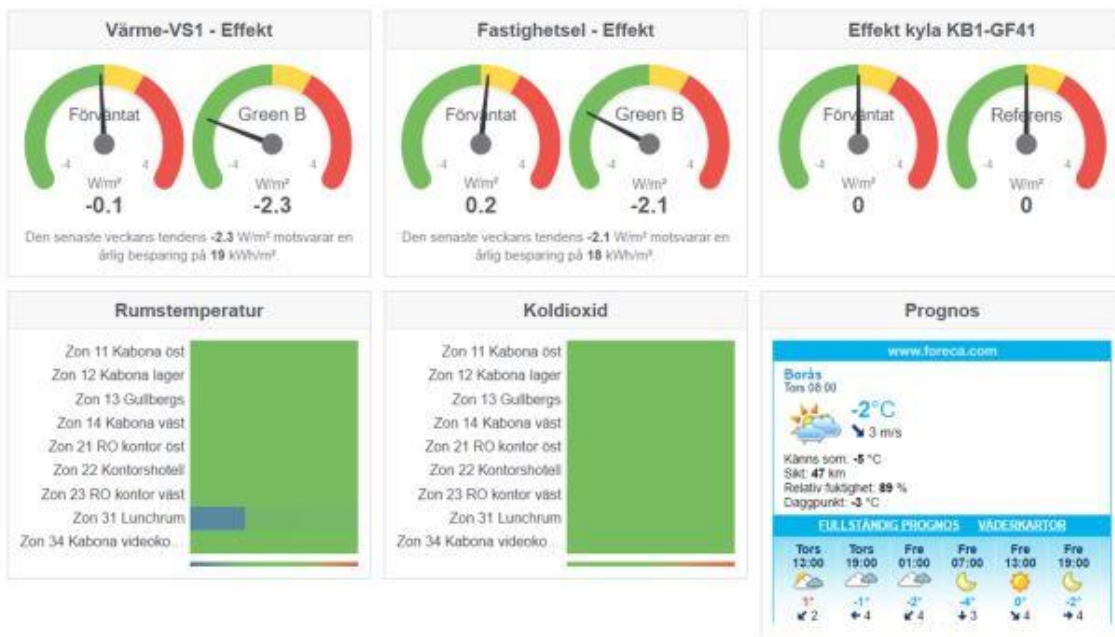 Värme-VS1 - Effekt
Förväntat
-4
4
W/m²
-0.1
Green B
-4
4
W/m²
-2.3
Den senaste veckans tendens -2.3 W/m² motsvarar en
årlig besparing på 19 kWh/m².
Fastighetsel - Effekt
Förväntat
-4
4
W/m²
0.2
Green B
-4
4
W/m²
-2.1
Den senaste veckans tendens -2.1 W/m² motsvarar en
årlig besparing på 18 kWh/m².
Effekt kyla KB1-GF41
Förväntat
-4
4
W/m²
0
Referens
-4
4
W/m²
0
Rumstemperatur
Zon 11 Kabona öst
Zon 12 Kabona lager
Zon 13 Gullbergs
Zon 14 Kabona väst
Zon 21 RO kontor öst
Zon 22 Kontorshotell
Zon 23 RO kontor väst
Zon 31 Lunchrum
Zon 34 Kabona videoko...
Koldioxid
Zon 11 Kabona öst
Zon 12 Kabona lager
Zon 13 Gullbergs
Zon 14 Kabona väst
Zon 21 RO kontor öst
Zon 22 Kontorshotell
Zon 23 RO kontor väst
Zon 31 Lunchrum
Zon 34 Kabona videoko...
Prognos
www.foreca.com
Borås
Tors 08:00
-2°C
3 m/s
Känns som: -5 °C
Sikt: 47 km
Relativ fuktighet: 89 %
Daggpunkt: -3 °C
FULLSTÄNDIG PROGNOS VÄDERKARTOR
Tors Tors Fre Fre Fre Fre
13:00 19:00 01:00 07:00 13:00 19:00
1° -1° -2° -4° 0° -2°
2 4 4 3 4 4